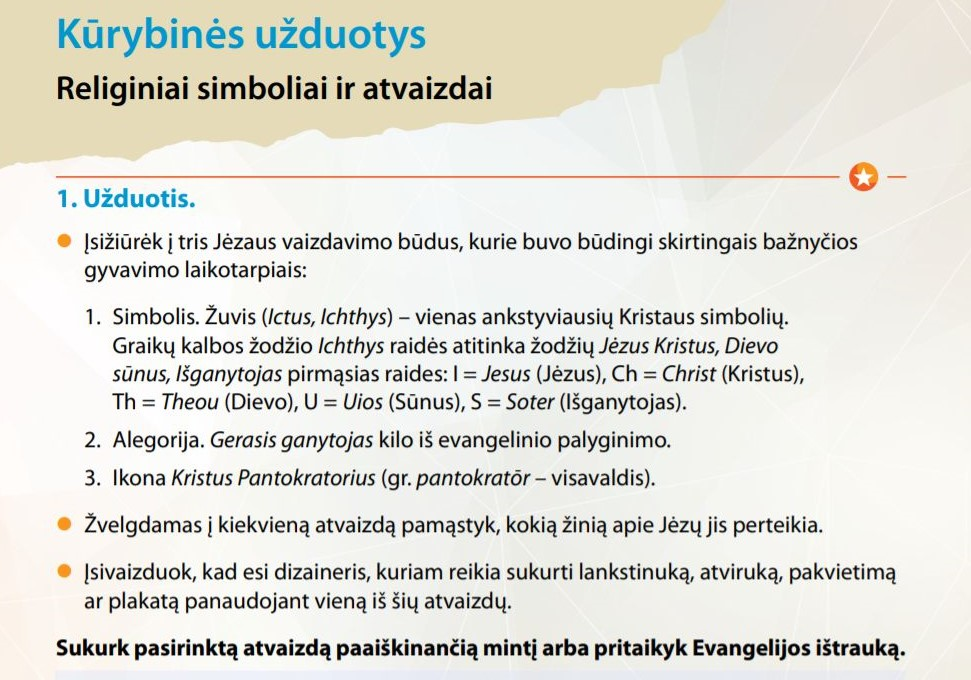 Kūrybinės užduotys
Religiniai simboliai ir atvaizdai
1. Užduotis.
Įsižiūrėk į tris Jėzaus vaizdavimo būdus, kurie buvo būdingi skirtingais bažnyčios
gyvavimo laikotarpiais:
1. Simbolis. Žuvis (Ictus, Ichthys) – vienas ankstyviausių Kristaus simbolių.
Graikų kalbos žodžio Ichthys raidės atitinka žodžių Jėzus Kristus, Dievo
sūnus, Išganytojas pirmąsias raides: I = Jesus (Jėzus), Ch = Christ (Kristus),
Th = Theou (Dievo), U = Uios (Sūnus), S = Soter (Išganytojas).
2. Alegorija. Gerasis ganytojas kilo iš evangelinio palyginimo.
3. Ikona Kristus Pantokratorius (gr. pantokratōr – visavaldis).
Žvelgdamas į kiekvieną atvaizdą pamąstyk, kokią žinią apie Jėzų jis perteikia.
Įsivaizduok, kad esi dizaineris, kuriam reikia sukurti lankstinuką, atviruką, pakvietimą
ar plakatą panaudojant vieną iš šių atvaizdų.
Sukurk pasirinktą atvaizdą paaiškinančią mintį arba pritaikyk Evangelijos ištrauką.